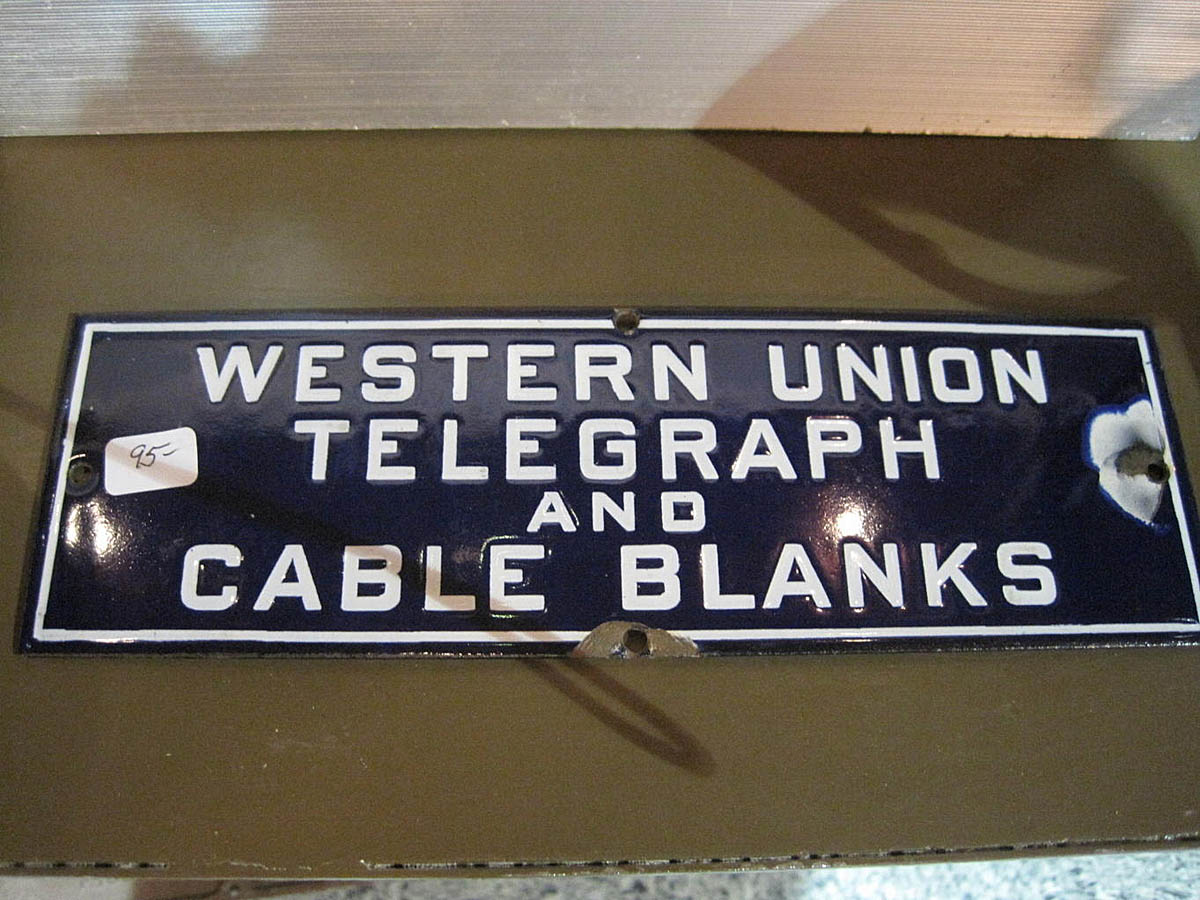 WESTERN UNION
TELEGRAPH
95-
AND
CABLE BLANKS